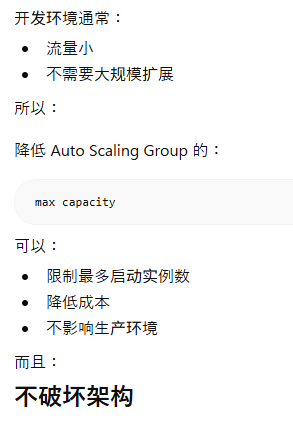 开发环境通常：
• 流量小
• 不需要大规模扩展
所以：
降低 Auto Scaling Group 的：
max capacity
可以：
• 限制最多启动实例数
• 降低成本
• 不影响生产环境
而且：
不破坏架构